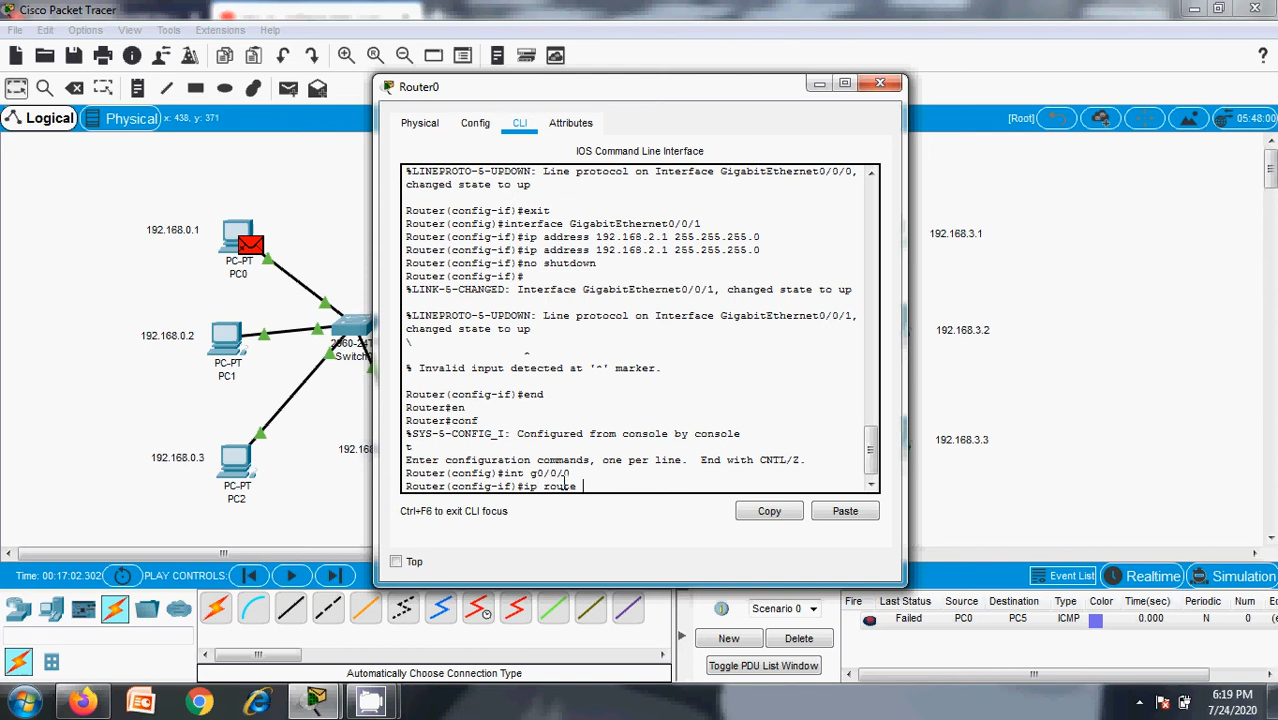 Cisco Packet Tracer
File Edit Options View Tools Extensions Help
Logical
Physical
x: 438, y: 371
[Root]
05:48:00
Router0
Physical
Config
CLI
Attributes
IOS Command Line Interface
%LINEPROTO-5-UPDOWN: Line protocol on Interface GigabitEthernet0/0/0,
changed state to up
Router(config-if)#exit
Router(config)#interface GigabitEthernet0/0/1
Router(config-if)#ip address 192.168.2.1 255.255.255.0
Router(config-if)#ip address 192.168.2.1 255.255.255.0
Router(config-if)#no shutdown
Router(config-if)#
%LINK-5-CHANGED: Interface GigabitEthernet0/0/1, changed state to up
%LINEPROTO-5-UPDOWN: Line protocol on Interface GigabitEthernet0/0/1,
changed state to up
\
^
% Invalid input detected at '^' marker.
Router(config-if)#end
Router#en
Router#conf
%SYS-5-CONFIG_I: Configured from console by console
t
Enter configuration commands, one per line. End with CNTL/Z.
Router(config)#int g0/0/0
Router(config-if)#ip route
Ctrl+F6 to exit CLI focus
Copy
Paste
Top
192.168.0.1
PC-PT
PC0
192.168.0.2
PC-PT
PC1
192.168.0.3
PC-PT
PC2
2960-24
Switch
192.168.3.1
192.168.3.2
192.168.3.3
Time: 00:17:02.302
PLAY CONTROLS:
Event List
Realtime
Simulation
Scenario 0
New
Delete
Toggle PDU List Window
Fire Last Status Source Destination Type Color Time(sec) Periodic Num
Failed PC0 PC5 ICMP 0.000 N 0
Automatically Choose Connection Type
6:19 PM
7/24/2020